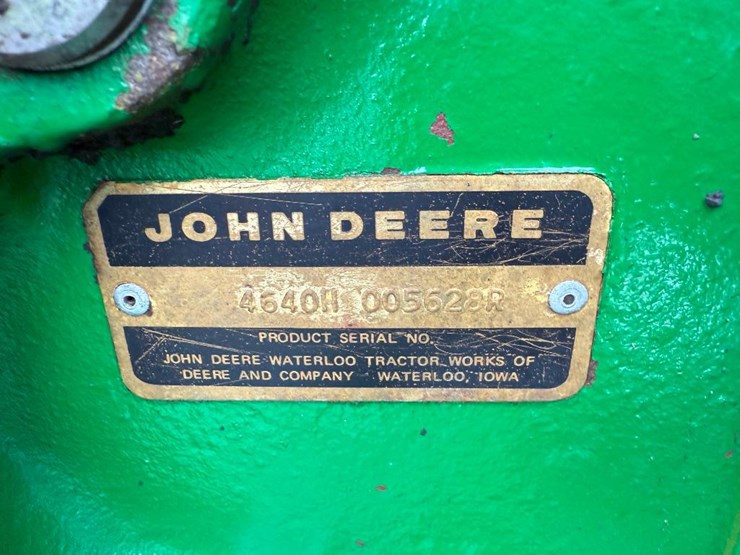 JOHN DEERE
4640H 005628R
PRODUCT SERIAL NO.
JOHN DEERE WATERLOO TRACTOR WORKS OF
DEERE AND COMPANY WATERLOO, IOWA